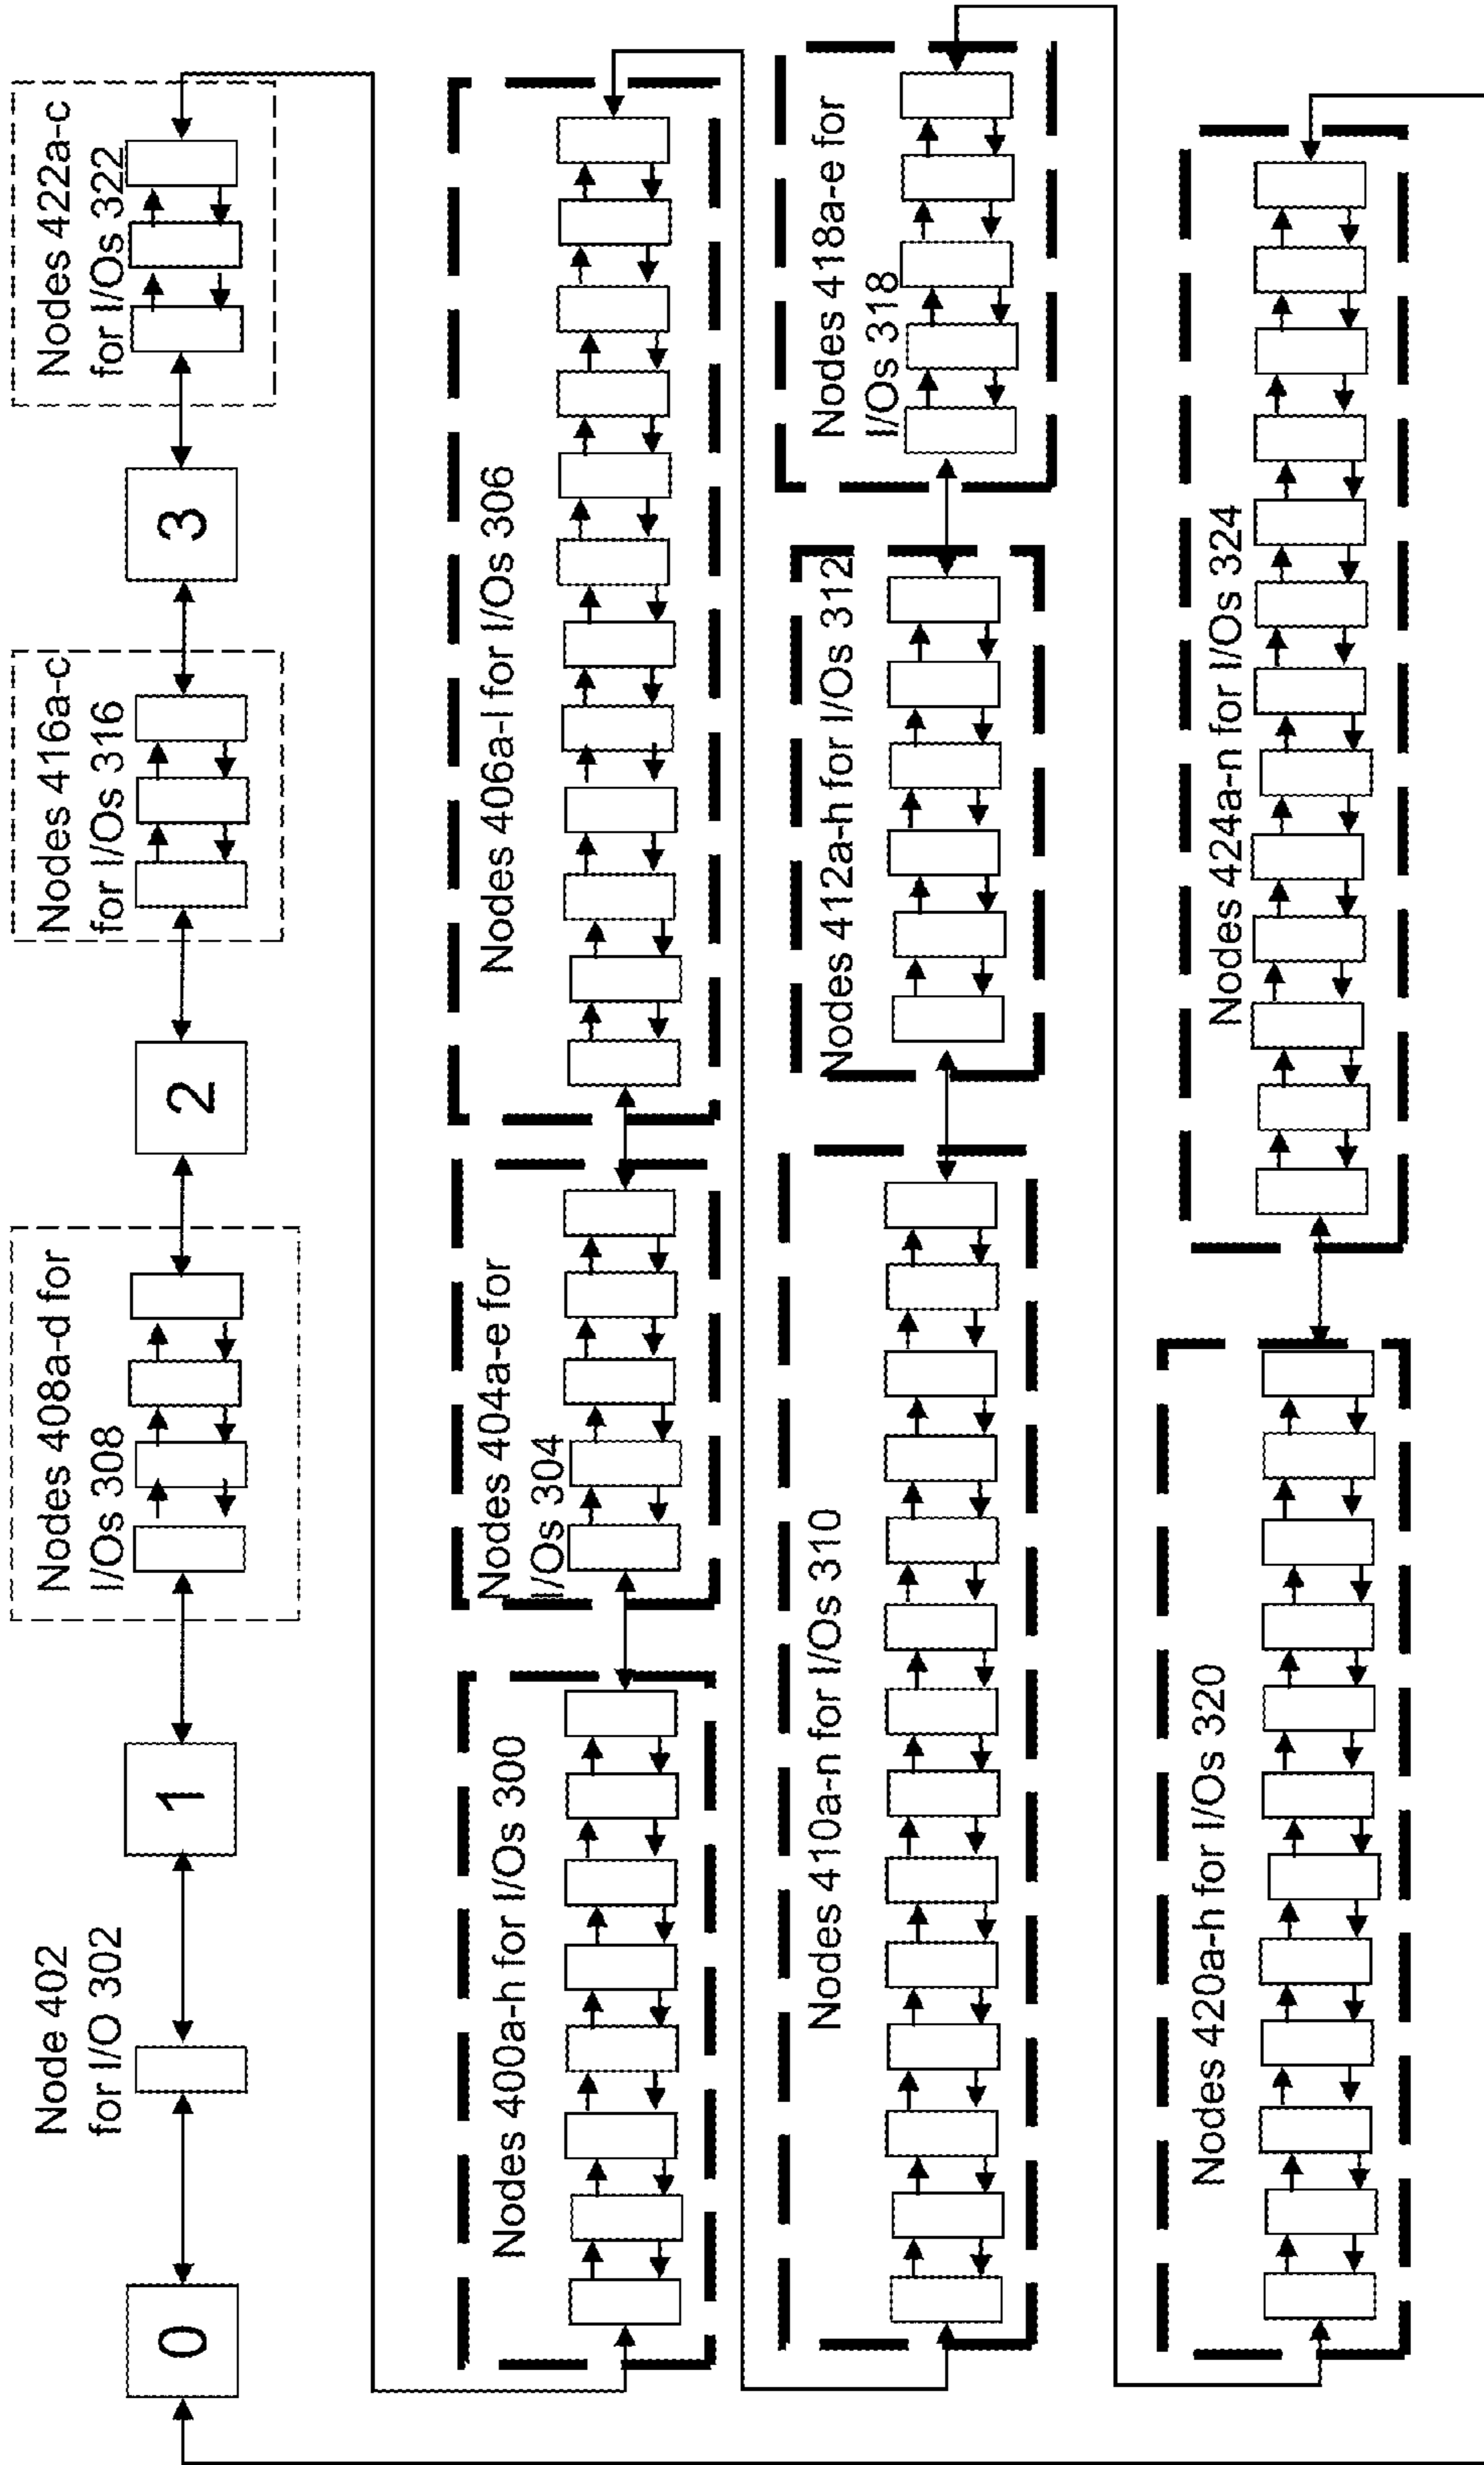 0
Node 402
for I/O 302
1
Nodes 408a-d for
I/Os 308
2
Nodes 416a-c
for I/Os 316
3
Nodes 422a-c
for I/Os 322
Nodes 400a-h for I/Os 300
Nodes 404a-e for
I/Os 304
Nodes 406a-l for I/Os 306
Nodes 410a-n for I/Os 310
Nodes 412a-h for I/Os 312
Nodes 418a-e for
I/Os 318
Nodes 420a-h for I/Os 320
Nodes 424a-n for I/Os 324